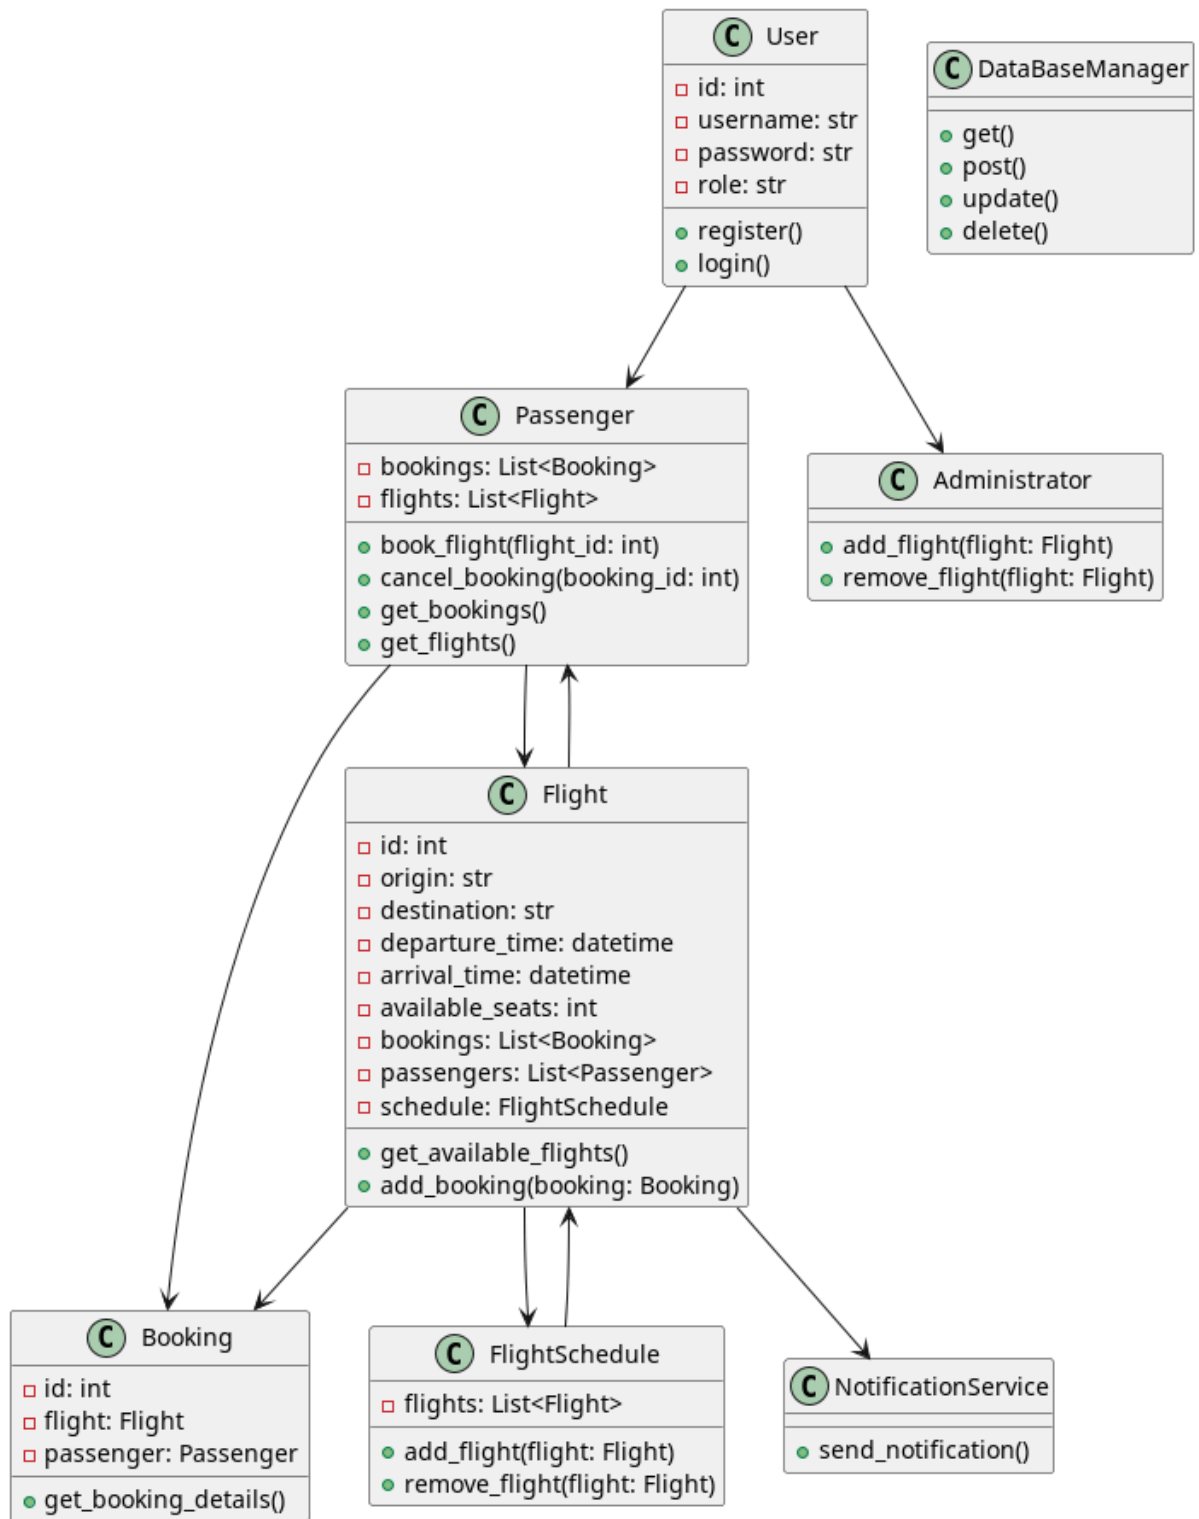 C User
id: int
username: str
password: str
role: str
register()
login()
C DataBaseManager
get()
post()
update()
delete()
C Passenger
bookings: List<Booking>
flights: List<Flight>
book_flight(flight_id: int)
cancel_booking(booking_id: int)
get_bookings()
get_flights()
C Administrator
add_flight(flight: Flight)
remove_flight(flight: Flight)
C Flight
id: int
origin: str
destination: str
departure_time: datetime
arrival_time: datetime
available_seats: int
bookings: List<Booking>
passengers: List<Passenger>
schedule: FlightSchedule
get_available_flights()
add_booking(booking: Booking)
C Booking
id: int
flight: Flight
passenger: Passenger
get_booking_details()
C FlightSchedule
flights: List<Flight>
add_flight(flight: Flight)
remove_flight(flight: Flight)
C NotificationService
send_notification()